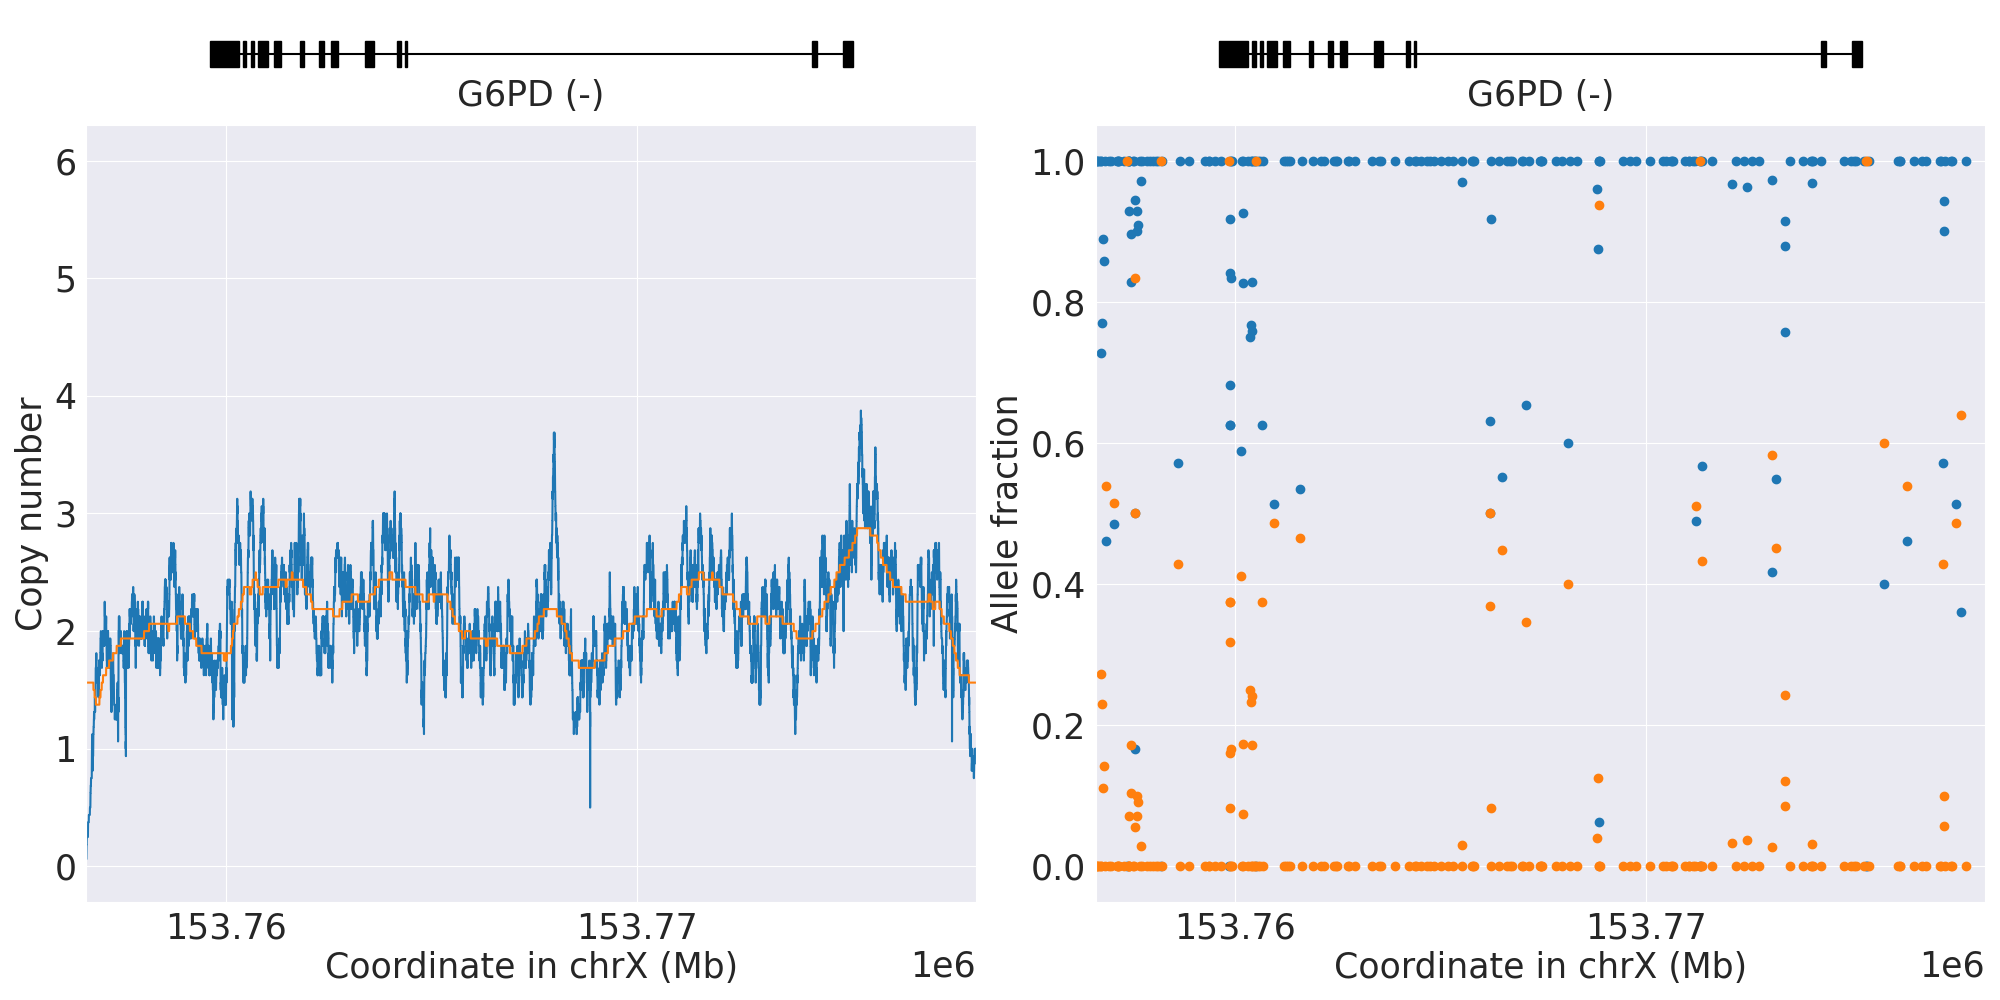 G6PD (-)
6
5
4
3
2
1
0
Copy number
153.76
153.77
Coordinate in chrX (Mb)
1e6
G6PD (-)
1.0
0.8
0.6
0.4
0.2
0.0
Allele fraction
153.76
153.77
Coordinate in chrX (Mb)
1e6